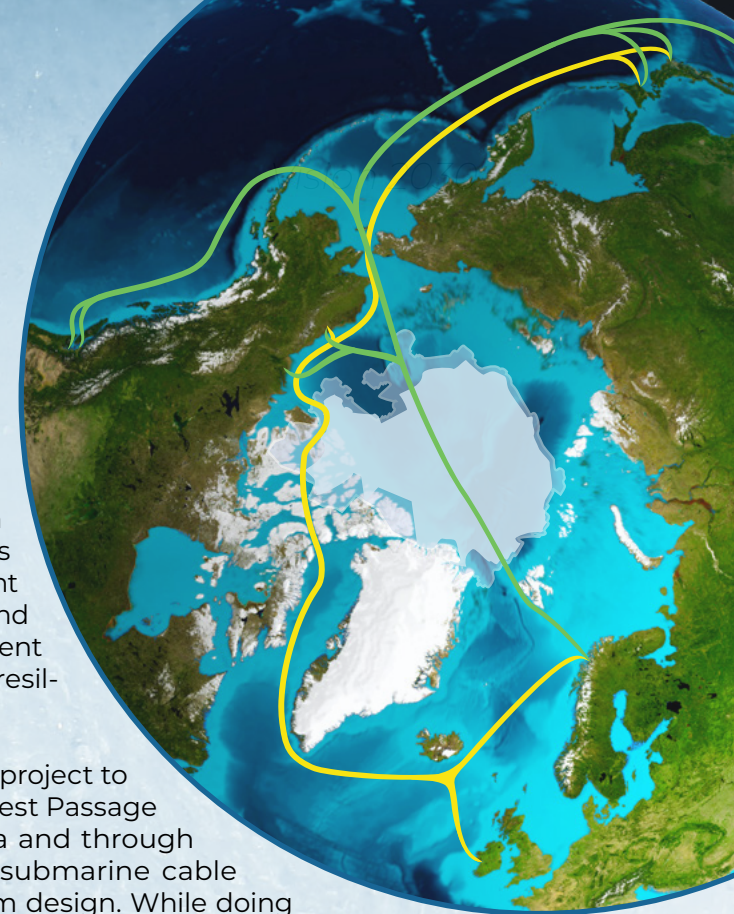 s
nt
nd
ent
resil-
project to
est Passage
a and through
submarine cable
m design. While doing